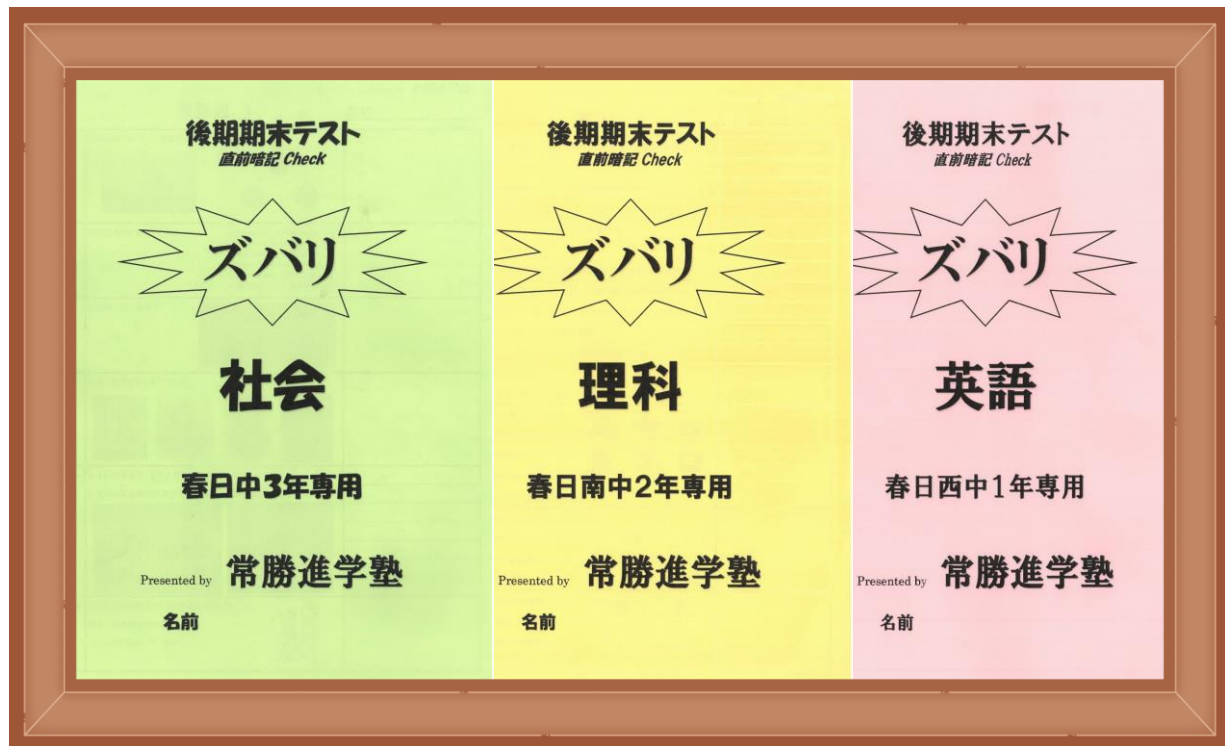 後期期末テスト
直前暗記 Check
ズバリ
社会
春日中3年専用
Presented by 常勝進学塾
名前
後期期末テスト
直前暗記 Check
ズバリ
理科
春日南中2年専用
Presented by 常勝進学塾
名前
後期期末テスト
直前暗記 Check
ズバリ
英語
春日西中1年専用
Presented by 常勝進学塾
名前